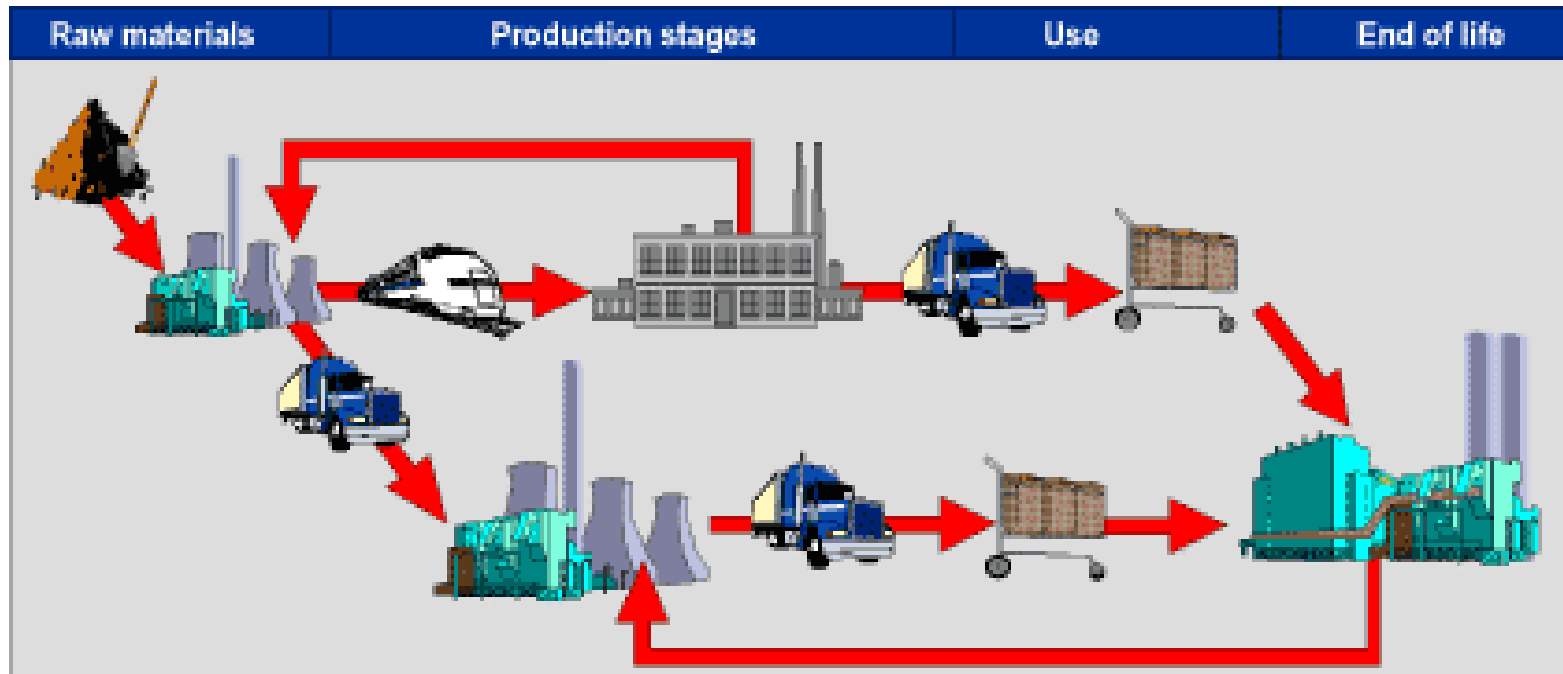 Raw materials
Production stages
Use
End of life